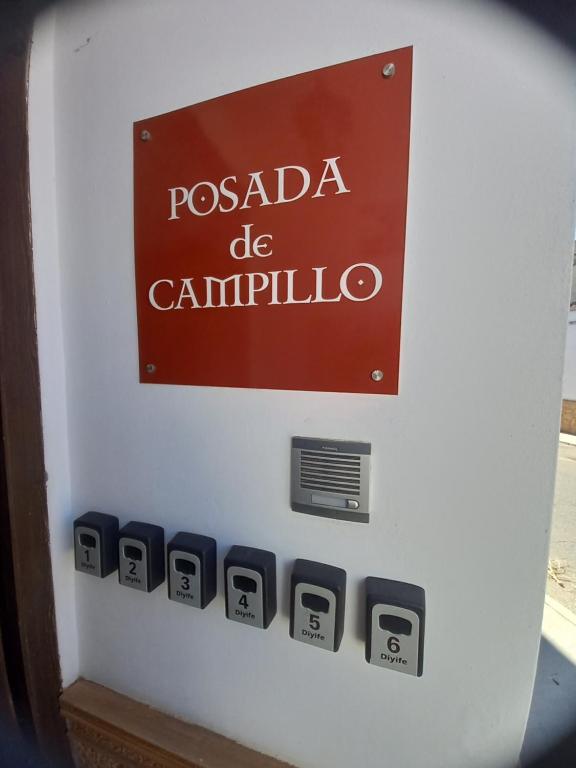 POSADA
de
CAMPILLO
1
Diyife
2
Diyife
3
Diyife
4
Diyife
5
Diyife
6
Diyife